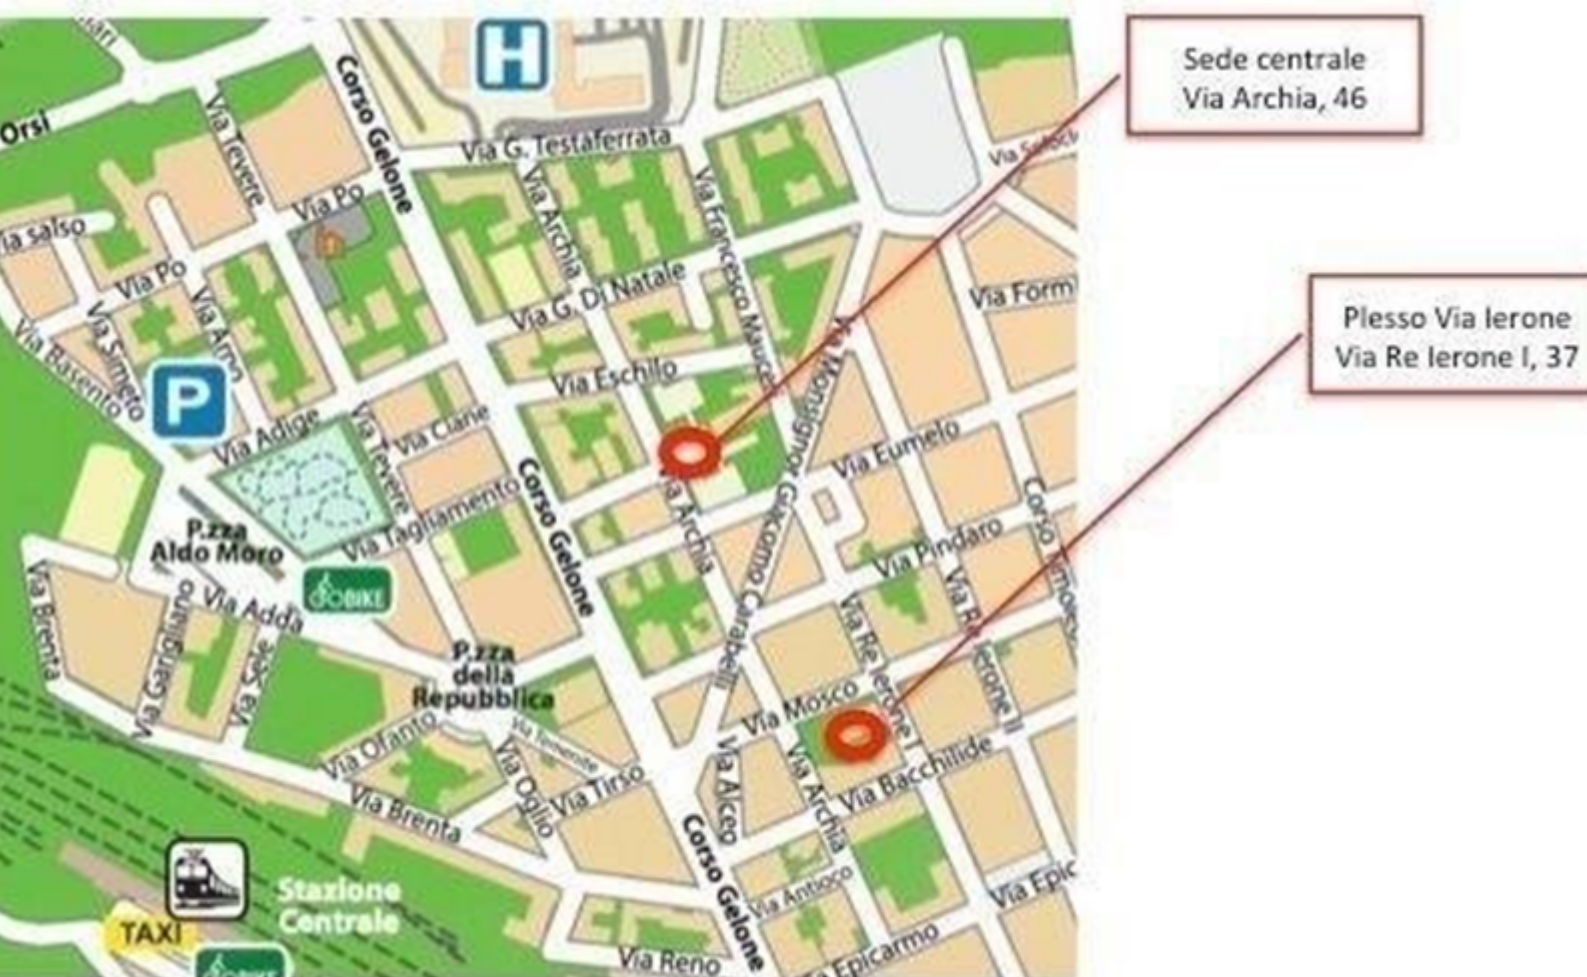 Sede centrale
Via Archia, 46
Plesso Via Ierone
Via Re Ierone I, 37
H
Orsi
Via Tevere
Corso Gelone
Via G. Testaferrata
Via Po
Via Archia
Via Francesco Mauceri
ia salso
Via Po
Via Arno
Via Simeto
Via Basento
Via G. Di Natale
Via Form
Via Eschilo
P
Via Adige
Via Tevere
Via Ciane
Via Monsignor Giacomo Carabelli
Via Eumelo
Via Tagliamento
Corso Gelone
Via Archia
Corso
P.zza
Aldo Moro
GOBIKE
Via Pindaro
Via Brenta
Via Gargliano
Via Adda
Via Sele
P.zza
della
Repubblica
Via Re Ierone I
Via Re Ierone II
Via Mosco
Via Ofanto
Via Oglio
Via Tirso
Via Alceo
Via Archia
Via Bacchilide
Via Brenta
Corso Gelone
Via Antioco
Via Epic
Stazione
Centrale
TAXI
Via Reno
Epicarmo